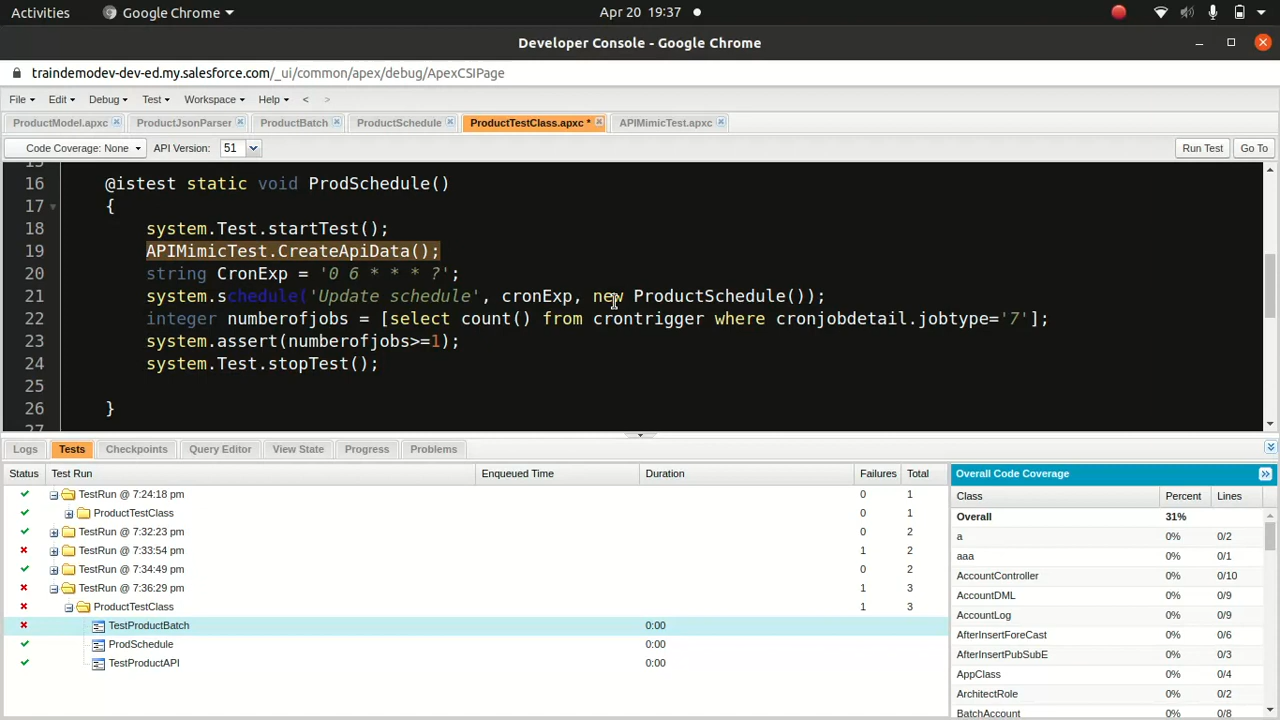 Activities Google Chrome Apr 20 19:37
Developer Console - Google Chrome
traindemodev-dev-ed.my.salesforce.com/_ui/common/apex/debug/ApexCSIPage
File Edit Debug Test Workspace Help < >
ProductModel.apxc ProductJsonParser ProductBatch ProductSchedule ProductTestClass.apxc * APIMimicTest.apxc
Code Coverage: None API Version: 51 Run Test Go To
15
16 @istest static void ProdSchedule()
17 {
18 system.Test.startTest();
19 APIMimicTest.CreateApiData();
20 string CronExp = '0 6 * * * ?';
21 system.schedule('Update schedule', cronExp, new ProductSchedule());
22 integer numberofjobs = [select count() from crontrigger where cronjobdetail.jobtype='7'];
23 system.assert(numberofjobs>=1);
24 system.Test.stopTest();
25
26 }
27
Logs Tests Checkpoints Query Editor View State Progress Problems
Status Test Run Enqueued Time Duration Failures Total
TestRun @ 7:24:18 pm 0 1
ProductTestClass 0 1
TestRun @ 7:32:23 pm 0 2
TestRun @ 7:33:54 pm 1 2
TestRun @ 7:34:49 pm 0 2
TestRun @ 7:36:29 pm 1 3
ProductTestClass 1 3
TestProductBatch 0:00
ProdSchedule 0:00
TestProductAPI 0:00
Overall Code Coverage
Class Percent Lines
Overall 31%
a 0% 0/2
aaa 0% 0/1
AccountController 0% 0/10
AccountDML 0% 0/9
AccountLog 0% 0/9
AfterInsertForeCast 0% 0/6
AfterInsertPubSubE 0% 0/3
AppClass 0% 0/4
ArchitectRole 0% 0/2
BatchAccount 0% 0/8